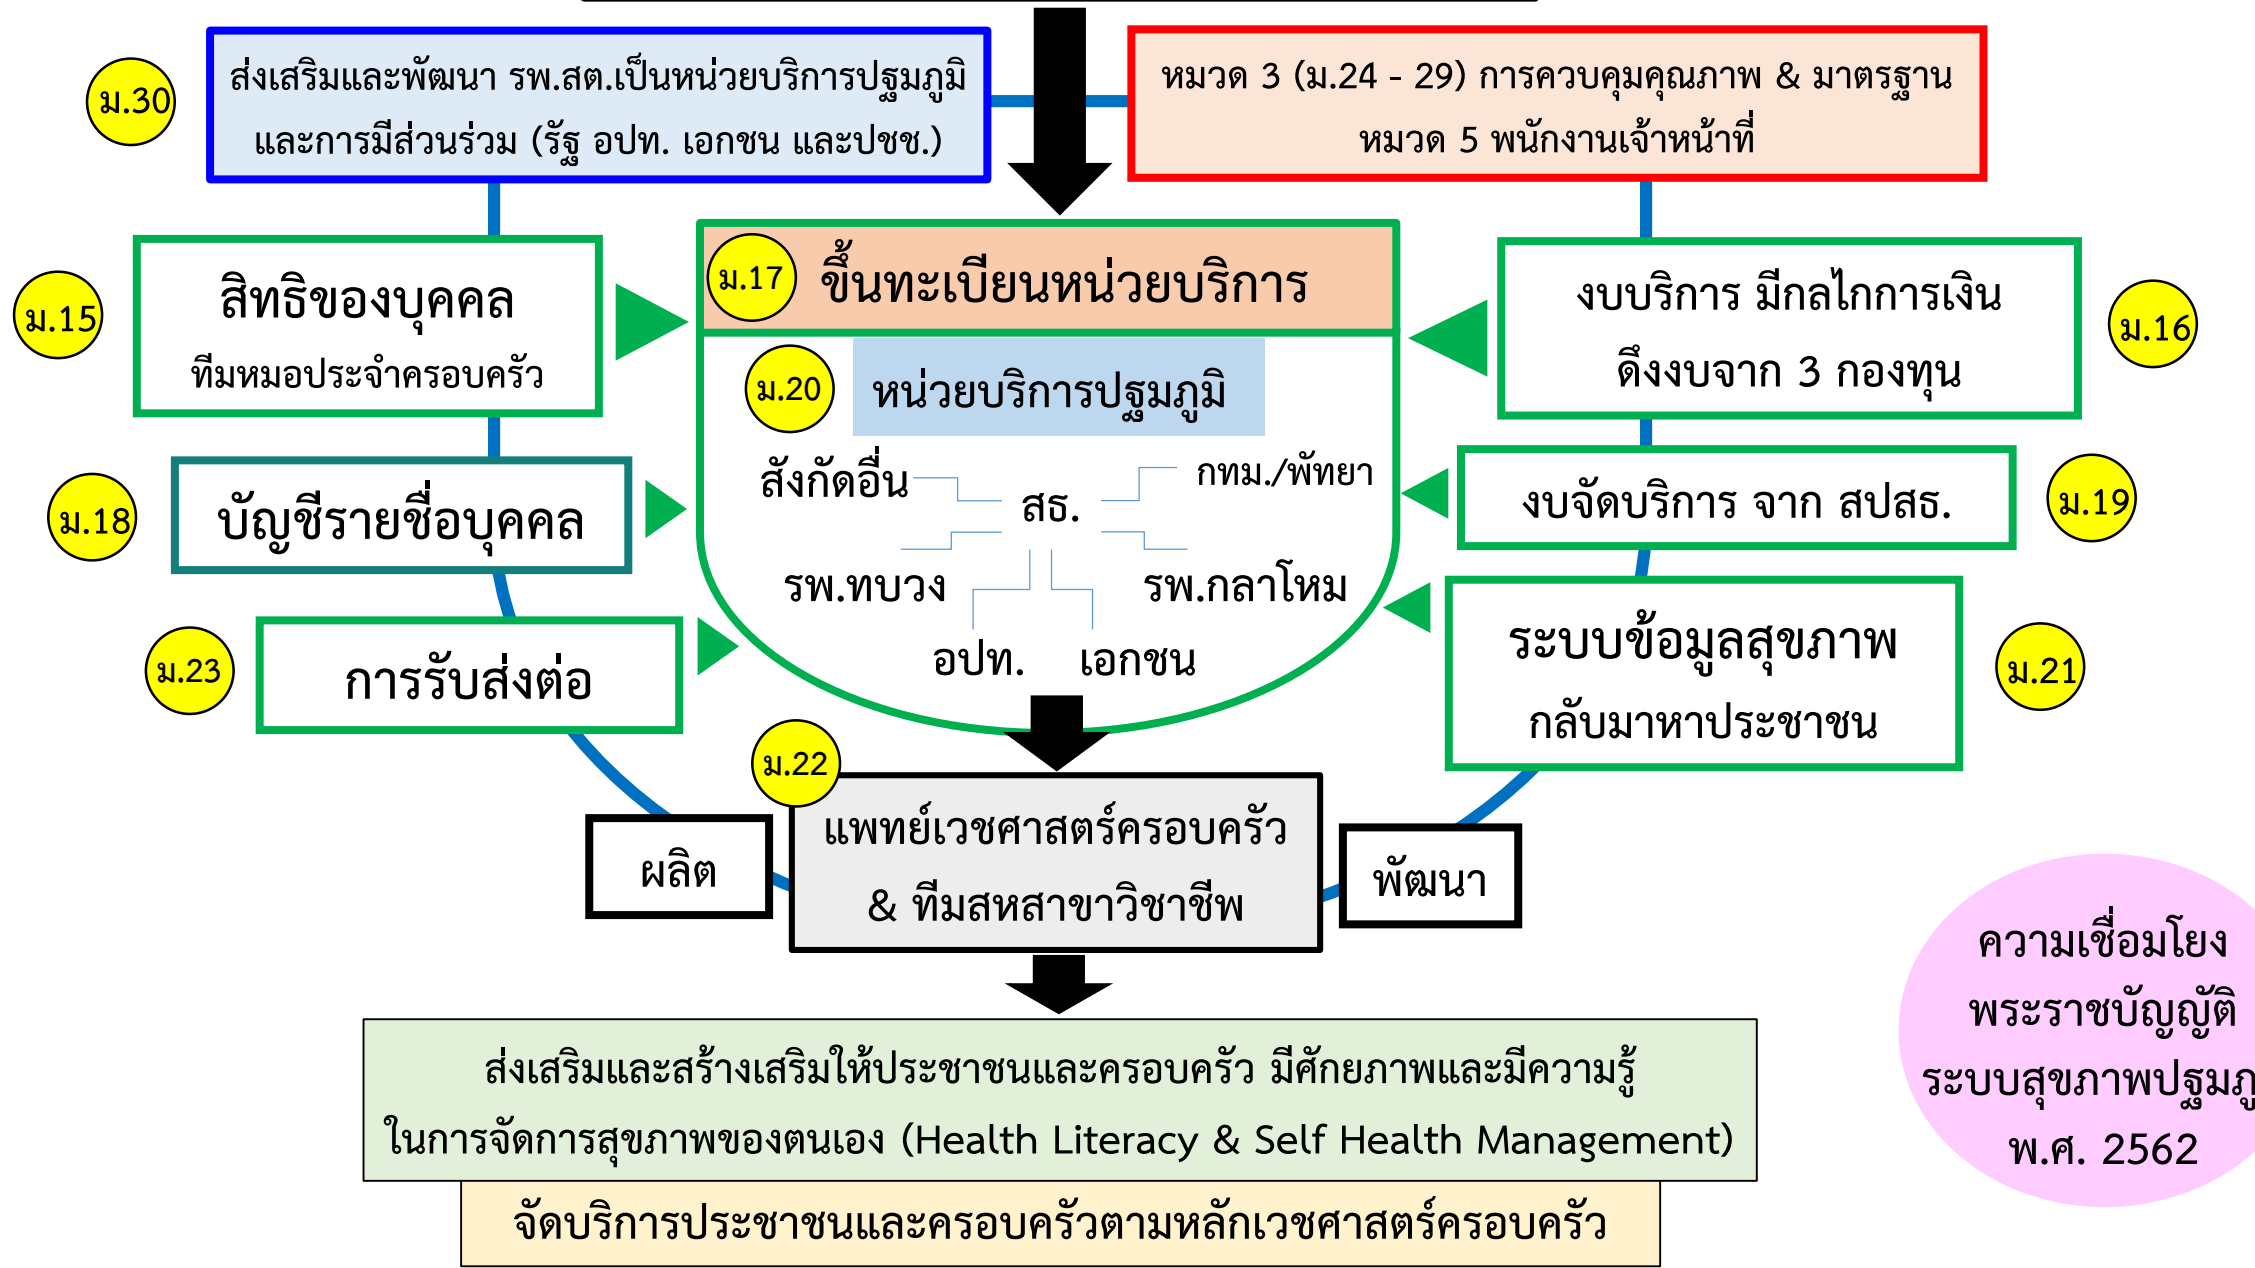 ม.30
ส่งเสริมและพัฒนา รพ.สต.เป็นหน่วยบริการปฐมภูมิ
และการมีส่วนร่วม (รัฐ อปท. เอกชน และปชช.)
หมวด 3 (ม.24 - 29) การควบคุมคุณภาพ & มาตรฐาน
หมวด 5 พนักงานเจ้าหน้าที่
ม.15
สิทธิของบุคคล
ทีมหมอประจำครอบครัว
ม.17
ขึ้นทะเบียนหน่วยบริการ
งบบริการ มีกลไกการเงิน
ดึงงบจาก 3 กองทุน
ม.16
ม.20
หน่วยบริการปฐมภูมิ
สังกัดอื่น
สธ.
กทม./พัทยา
รพ.ทบวง
รพ.กลาโหม
อปท.
เอกชน
ม.18
บัญชีรายชื่อบุคคล
งบจัดบริการ จาก สปสธ.
ม.19
ม.23
การรับส่งต่อ
ระบบข้อมูลสุขภาพ
กลับมาหาประชาชน
ม.21
ม.22
แพทย์เวชศาสตร์ครอบครัว
& ทีมสหสาขาวิชาชีพ
ผลิต
พัฒนา
ความเชื่อมโยง
พระราชบัญญัติ
ระบบสุขภาพปฐมภู
พ.ศ. 2562
ส่งเสริมและสร้างเสริมให้ประชาชนและครอบครัว มีศักยภาพและมีความรู้
ในการจัดการสุขภาพของตนเอง (Health Literacy & Self Health Management)
จัดบริการประชาชนและครอบครัวตามหลักเวชศาสตร์ครอบครัว